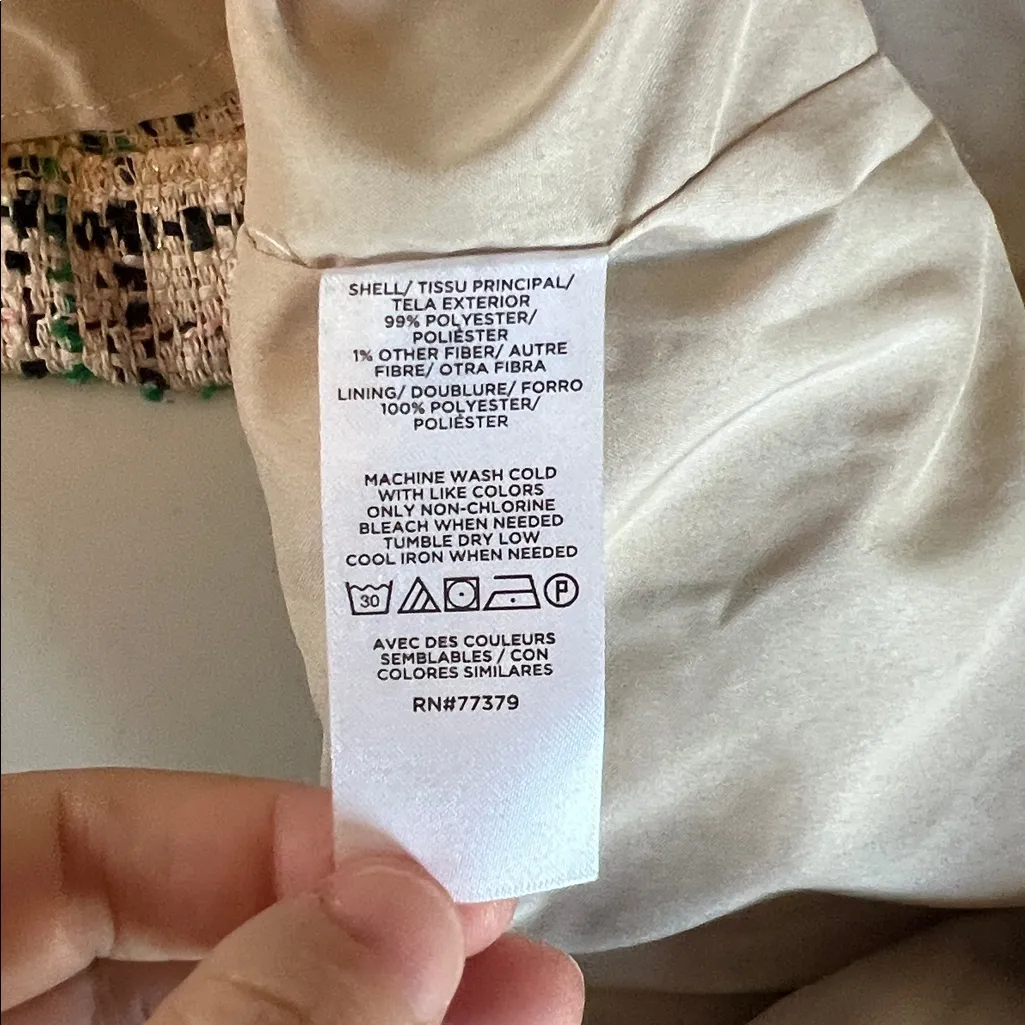 SHELL/ TISSU PRINCIPAL/
TELA EXTERIOR
99% POLYESTER/
POLIÉSTER
1% OTHER FIBER/ AUTRE
FIBRE/ OTRA FIBRA
LINING/ DOUBLURE/ FORRO
100% POLYESTER/
POLIÉSTER
MACHINE WASH COLD
WITH LIKE COLORS
ONLY NON-CHLORINE
BLEACH WHEN NEEDED
TUMBLE DRY LOW
COOL IRON WHEN NEEDED
30 P
AVEC DES COULEURS
SEMBLABLES / CON
COLORES SIMILARES
RN#77379